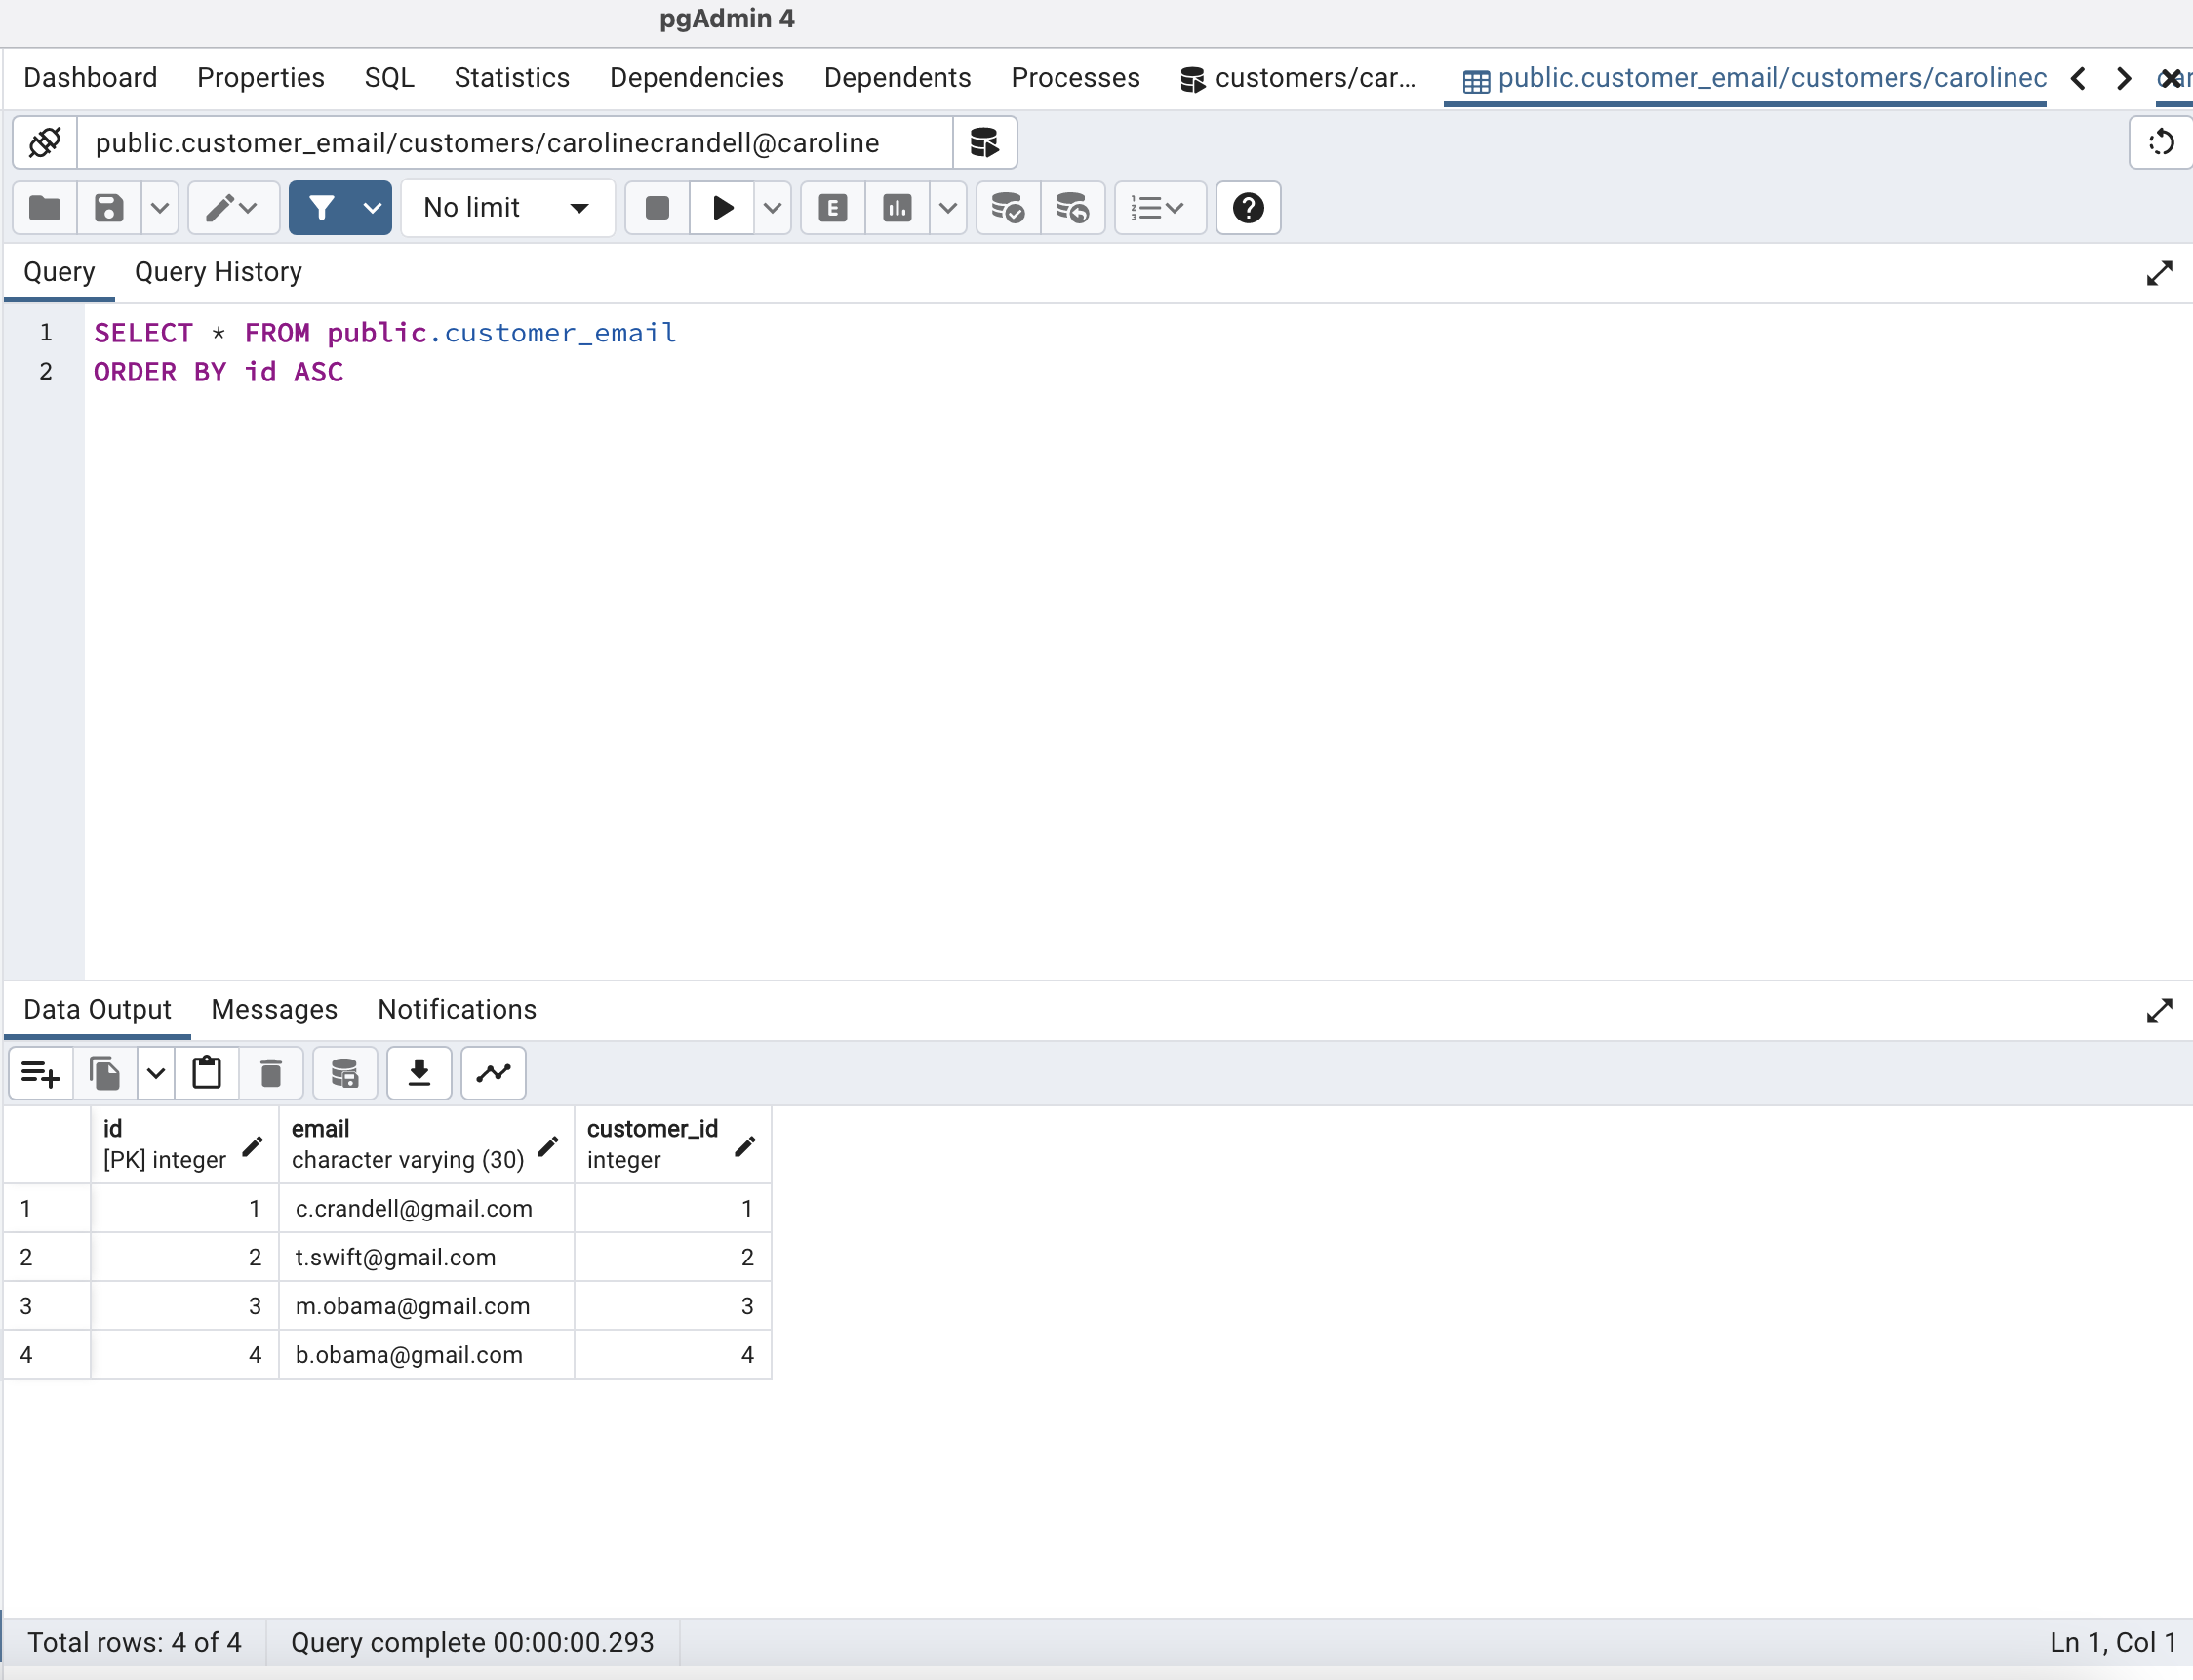 pgAdmin 4
Dashboard Properties SQL Statistics Dependencies Dependents Processes customers/car... public.customer_email/customers/carolinec
public.customer_email/customers/carolinecrandell@caroline
No limit
Query Query History
1 SELECT * FROM public.customer_email
2 ORDER BY id ASC
Data Output Messages Notifications
id email customer_id
[PK] integer character varying (30) integer
1 1 c.crandell@gmail.com 1
2 2 t.swift@gmail.com 2
3 3 m.obama@gmail.com 3
4 4 b.obama@gmail.com 4
Total rows: 4 of 4 Query complete 00:00:00.293 Ln 1, Col 1